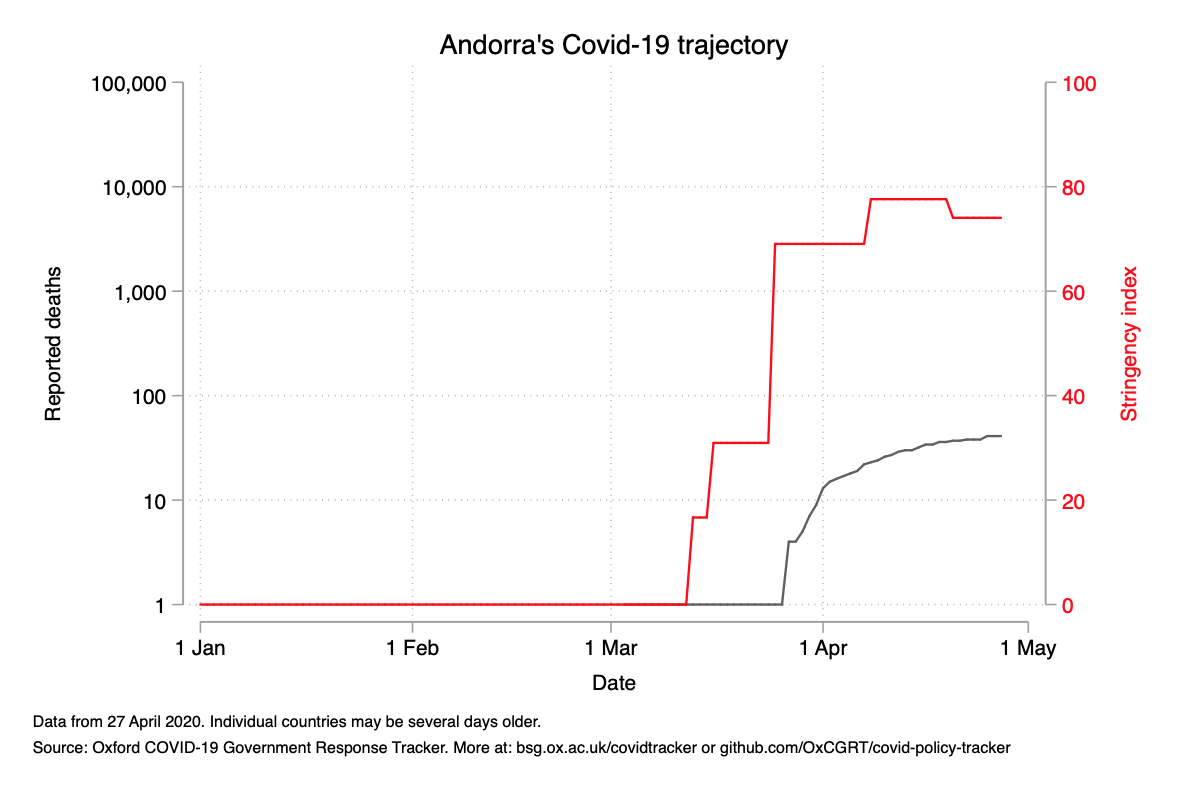 Andorra's Covid-19 trajectory
100,000
10,000
1,000
100
10
1
Reported deaths
100
80
60
40
20
0
Stringency index
1 Jan
1 Feb
1 Mar
1 Apr
1 May
Date
Data from 27 April 2020. Individual countries may be several days older.
Source: Oxford COVID-19 Government Response Tracker. More at: bsg.ox.ac.uk/covidtracker or github.com/OxCGRT/covid-policy-tracker